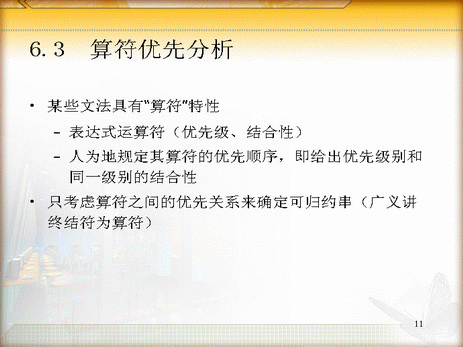 6.3 算符优先分析
• 某些文法具有“算符”特性
– 表达式运算符（优先级、结合性）
– 人为地规定其算符的优先顺序，即给出优先级别和
同一级别的结合性
• 只考虑算符之间的优先关系来确定可归约串（广义讲
终结符为算符）
11